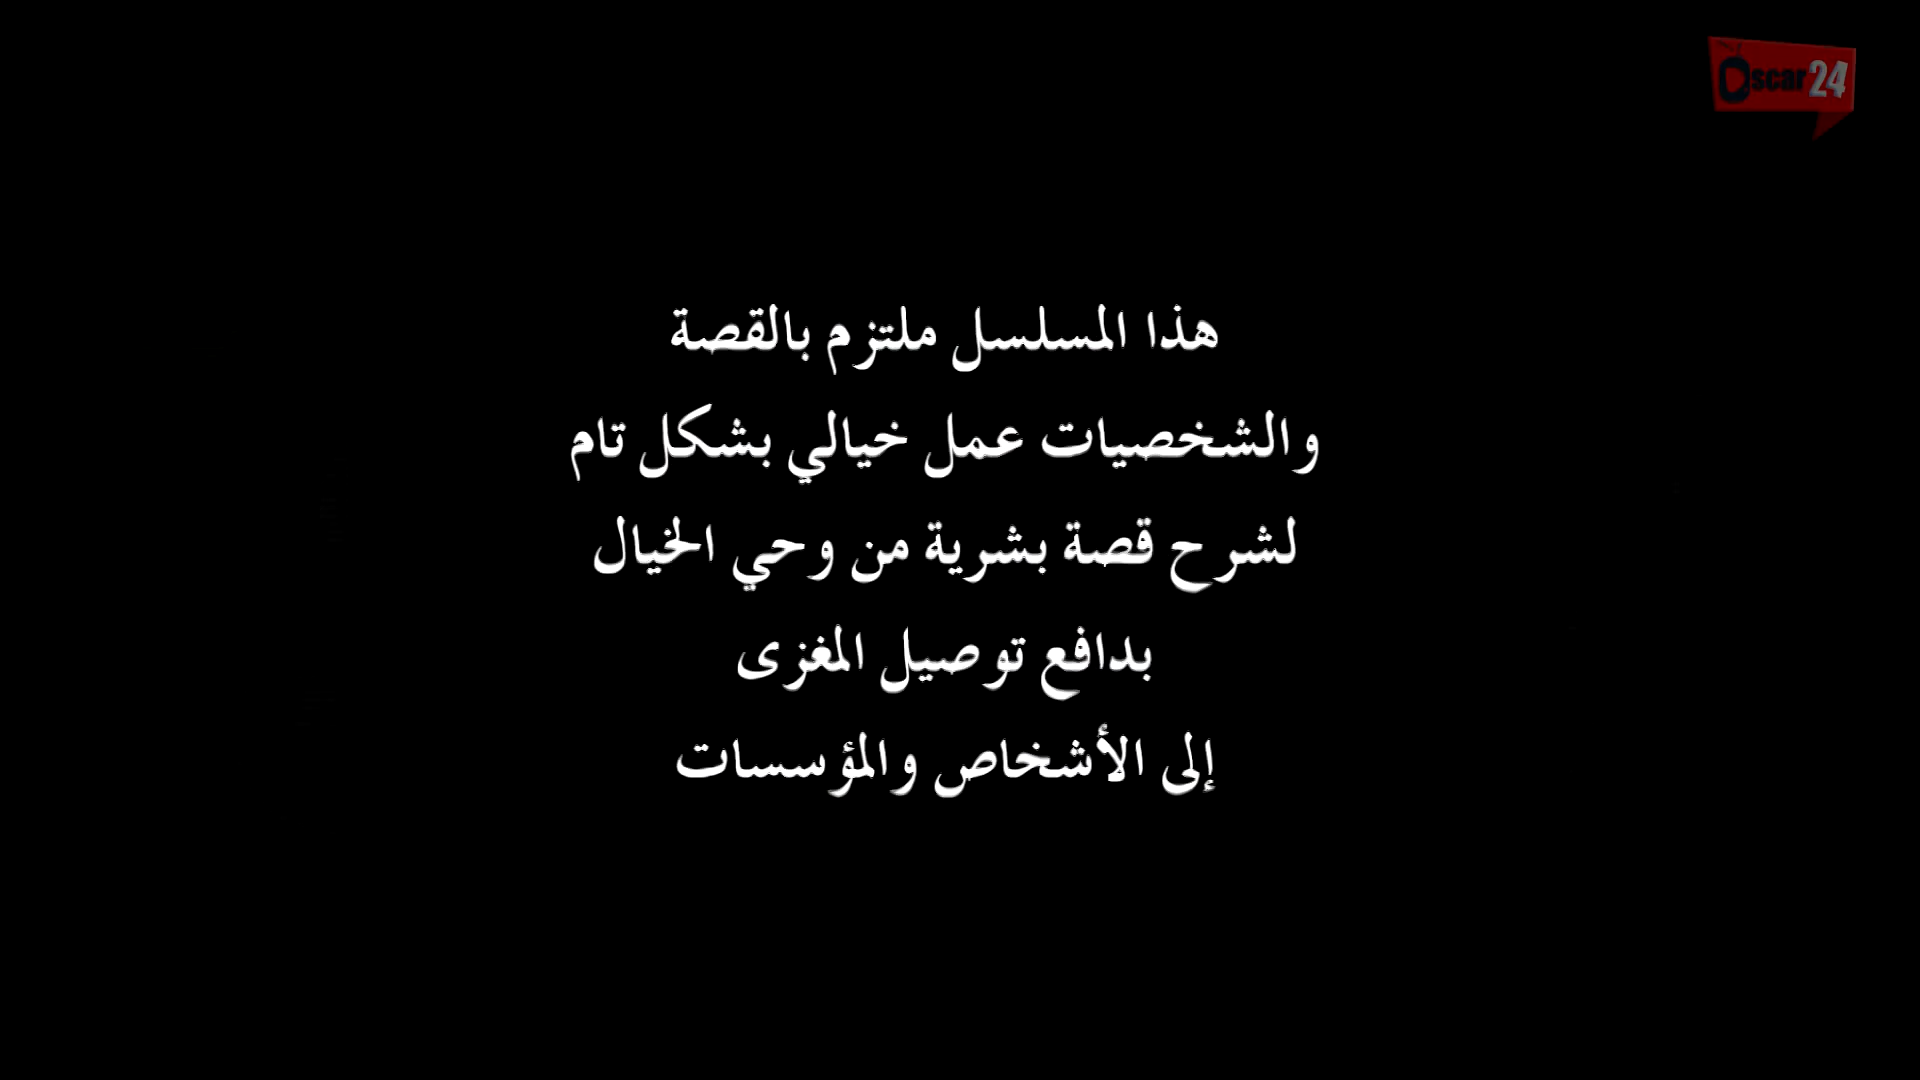 Oscar24
هذا المسلسل ملتزم بالقصة
والشخصيات عمل خيالي بشكل تام
لشرح قصة بشرية من وحي الخيال
بدافع توصيل المغزى
إلى الأشخاص والمؤسسات